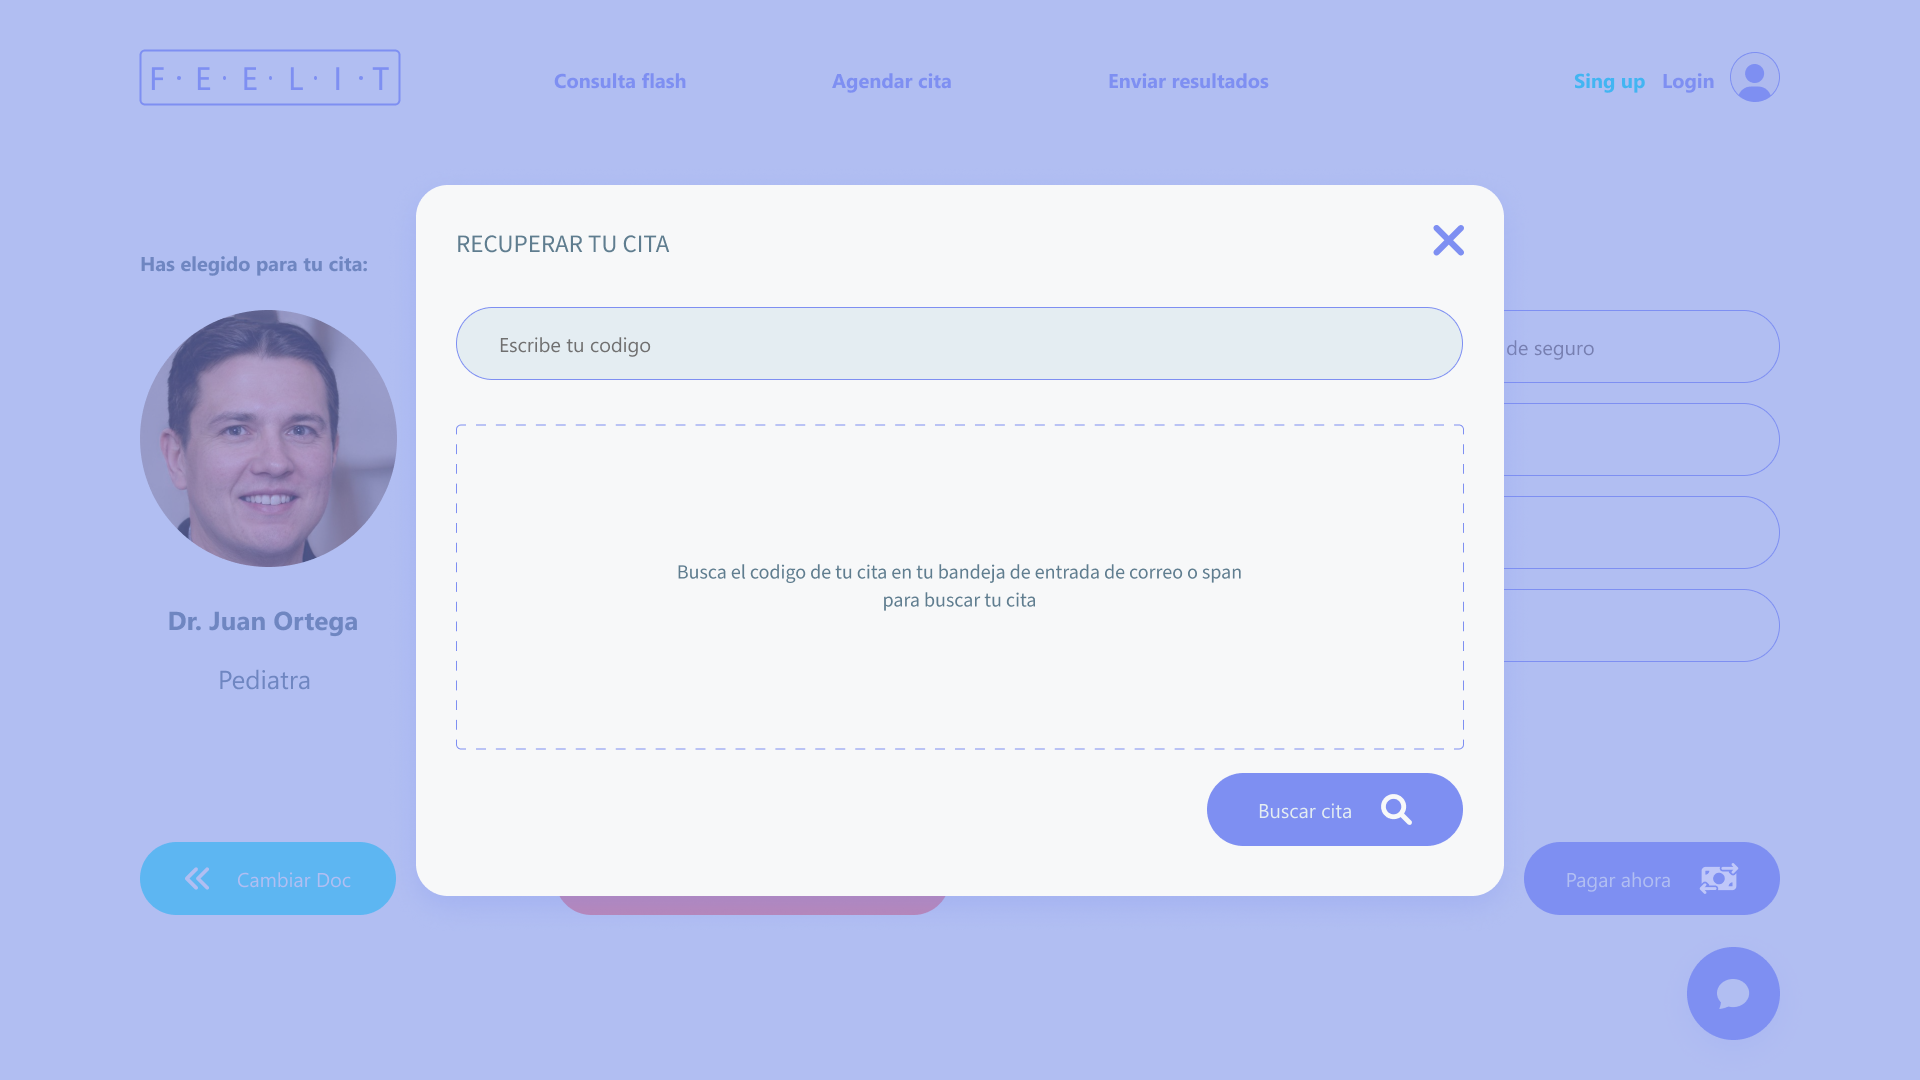 F·E·E·L·I·T
Consulta flash
Agendar cita
Enviar resultados
Sing up
Login
RECUPERAR TU CITA
Has elegido para tu cita:
Escribe tu codigo
de seguro
Busca el codigo de tu cita en tu bandeja de entrada de correo o span
para buscar tu cita
Dr. Juan Ortega
Pediatra
Buscar cita
Cambiar Doc
Pagar ahora